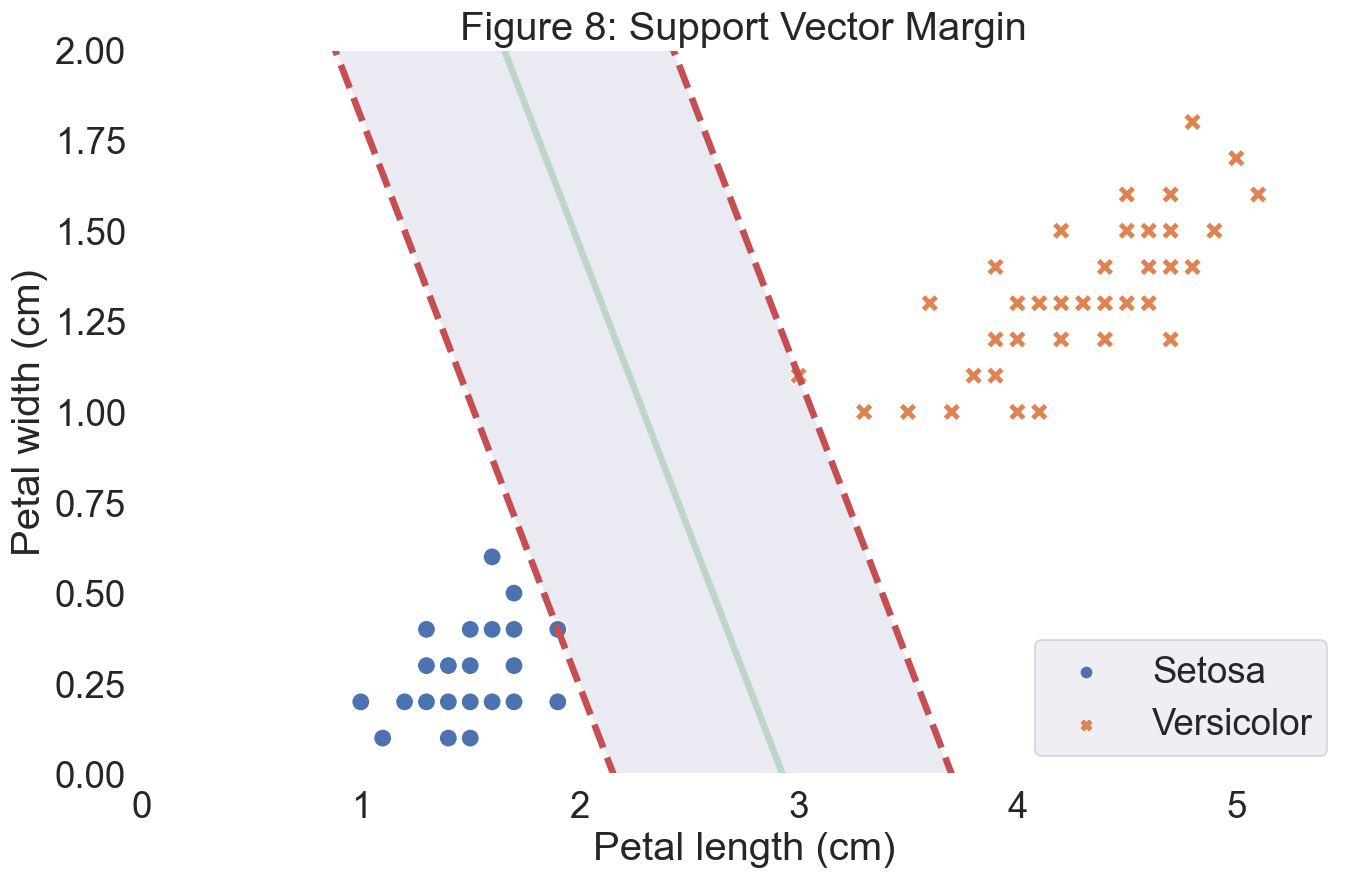 Figure 8: Support Vector Margin
2.00
1.75
1.50
1.25
1.00
0.75
0.50
0.25
0.00
Petal width (cm)
0 1 2 3 4 5
Petal length (cm)
Setosa
Versicolor